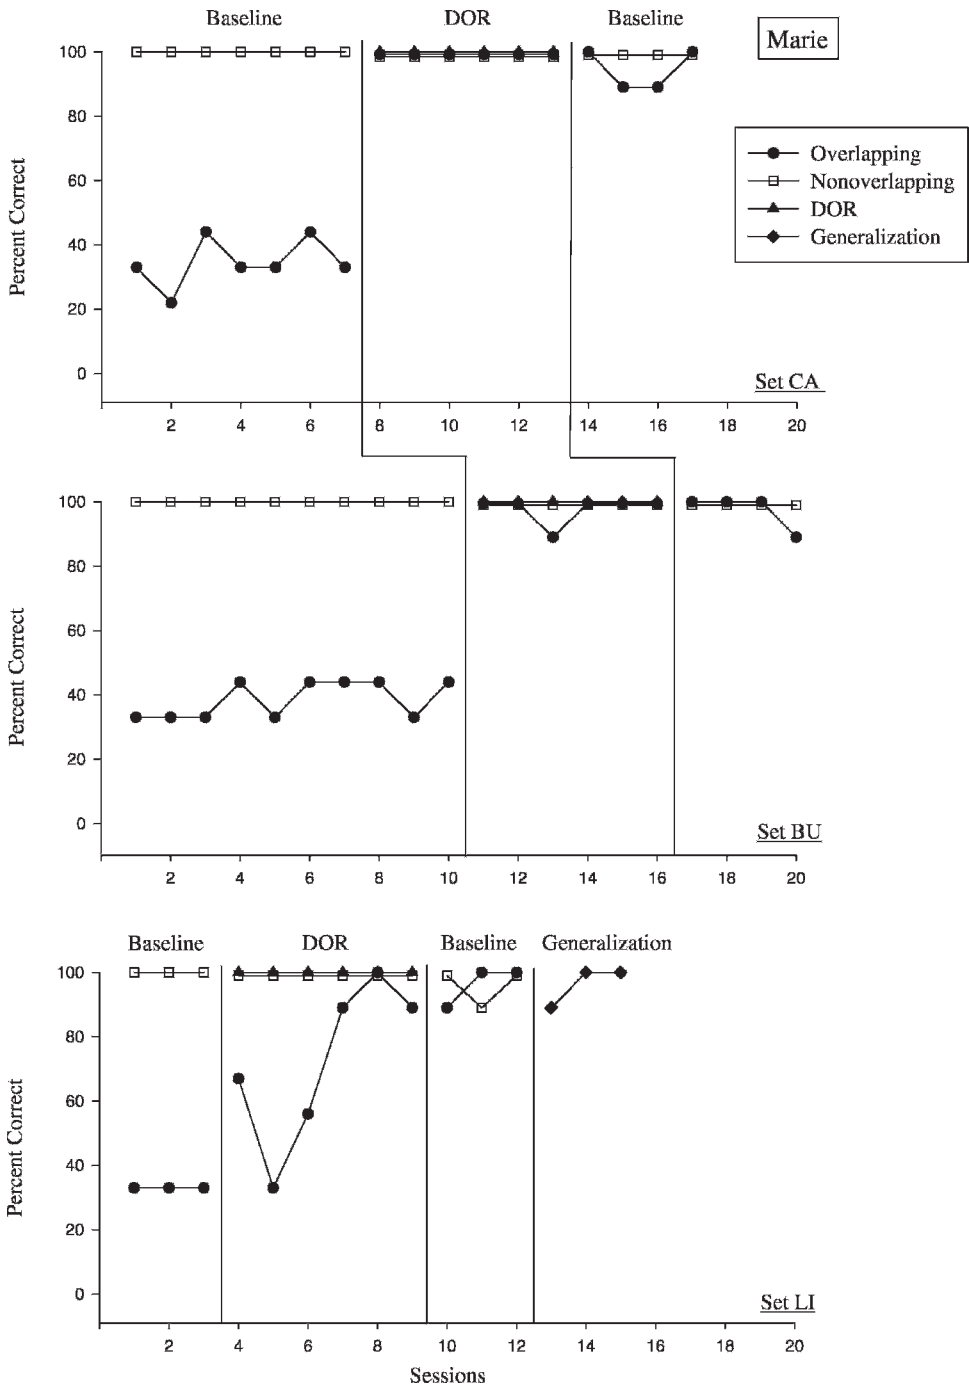 Baseline DOR Baseline
Marie
Overlapping
Nonoverlapping
DOR
Generalization
Percent Correct
100
80
60
40
20
0
Set CA
2 4 6 8 10 12 14 16 18 20
Percent Correct
100
80
60
40
20
0
Set BU
2 4 6 8 10 12 14 16 18 20
Baseline DOR Baseline Generalization
Percent Correct
100
80
60
40
20
0
Set LI
2 4 6 8 10 12 14 16 18 20
Sessions